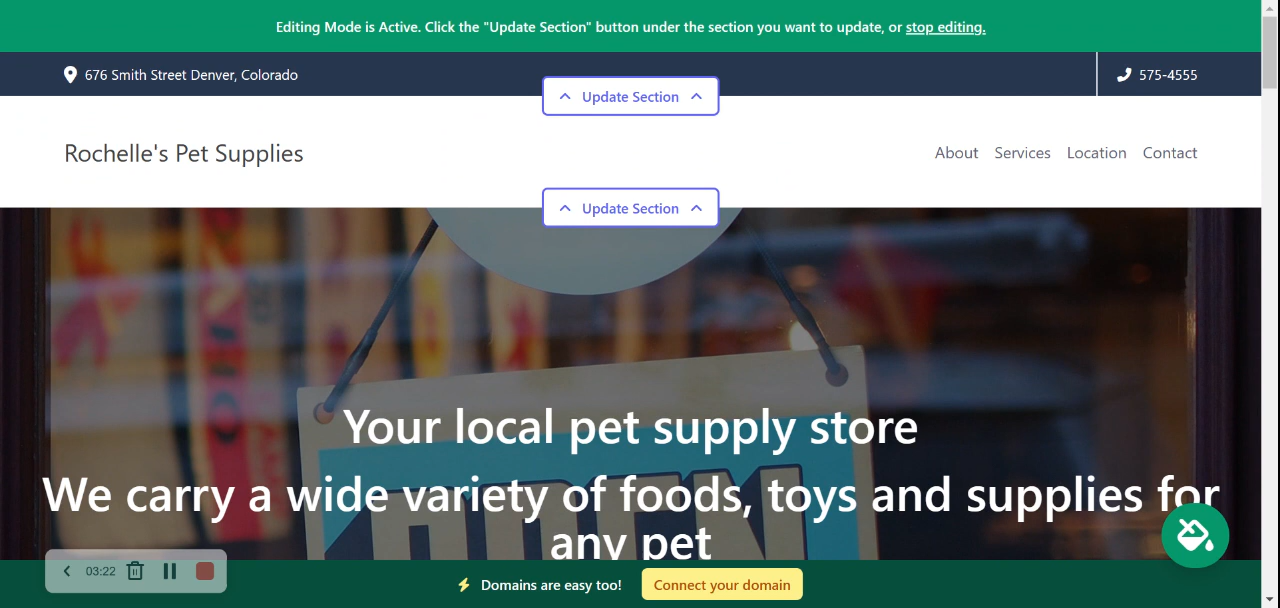 Editing Mode is Active. Click the "Update Section" button under the section you want to update, or stop editing.
676 Smith Street Denver, Colorado
575-4555
Update Section
Rochelle's Pet Supplies
About Services Location Contact
Update Section
Your local pet supply store
We carry a wide variety of foods, toys and supplies for
any pet
03:22
Domains are easy too!
Connect your domain